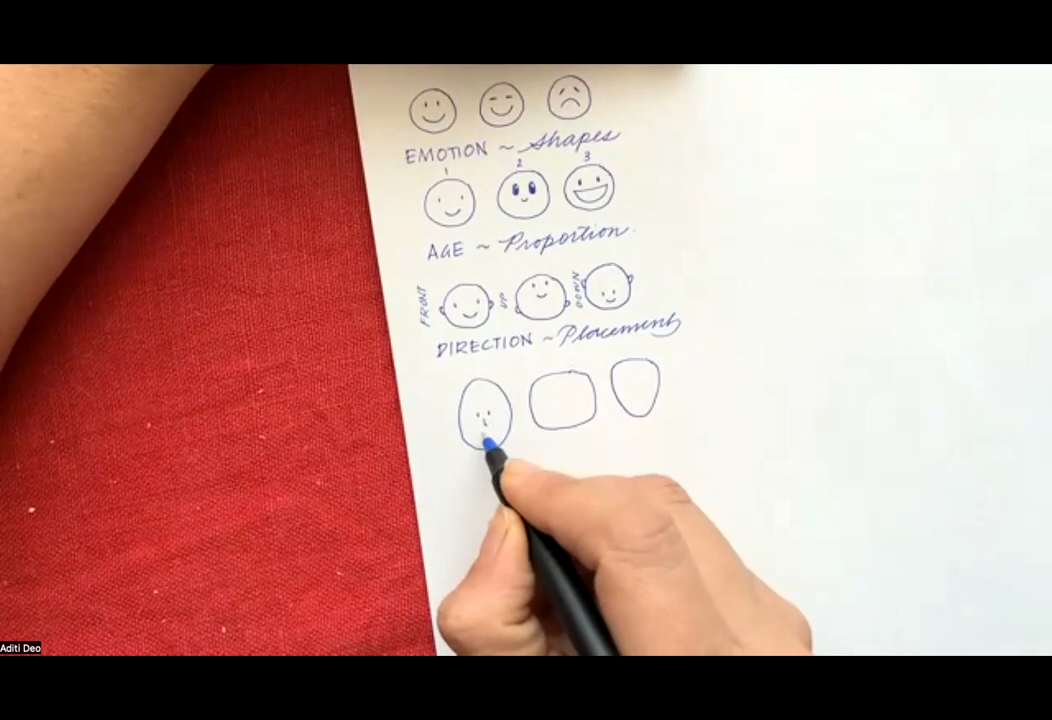 EMOTION ~ Shapes
1 2 3
AGE ~ Proportion.
FRONT UP DOWN
DIRECTION ~ Placement
Aditi Deo